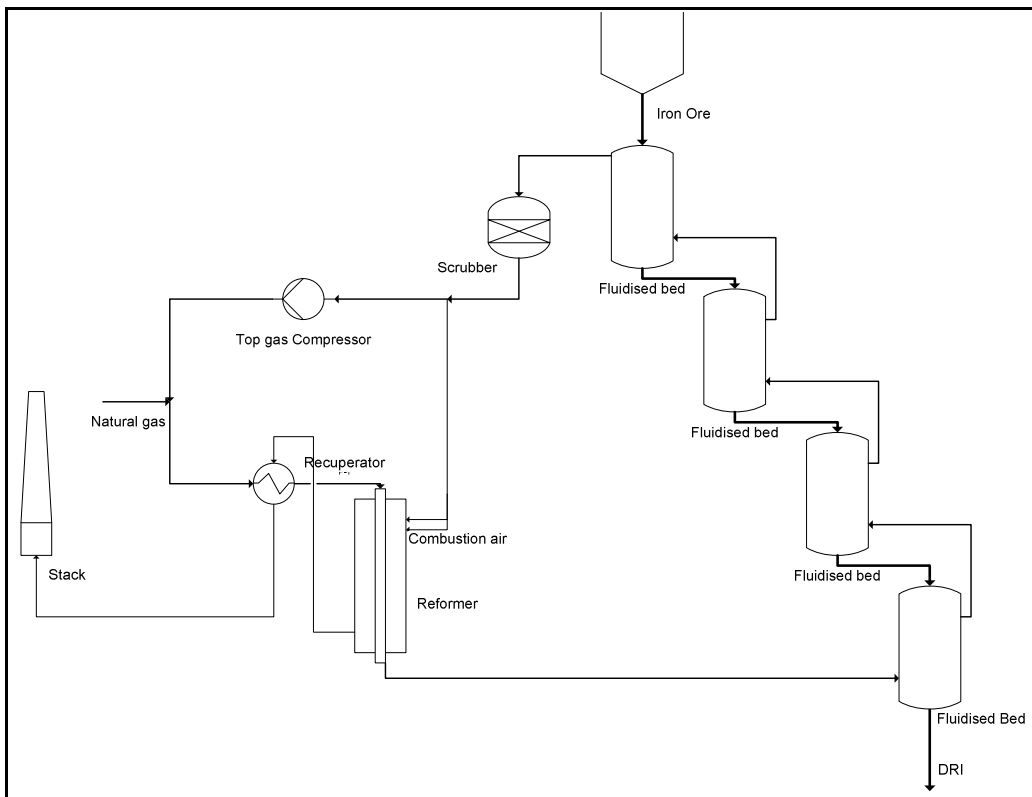 Iron Ore
Scrubber
Fluidised bed
Top gas Compressor
Natural gas
Fluidised bed
Recuperator
Combustion air
Stack
Fluidised bed
Reformer
Fluidised Bed
DRI